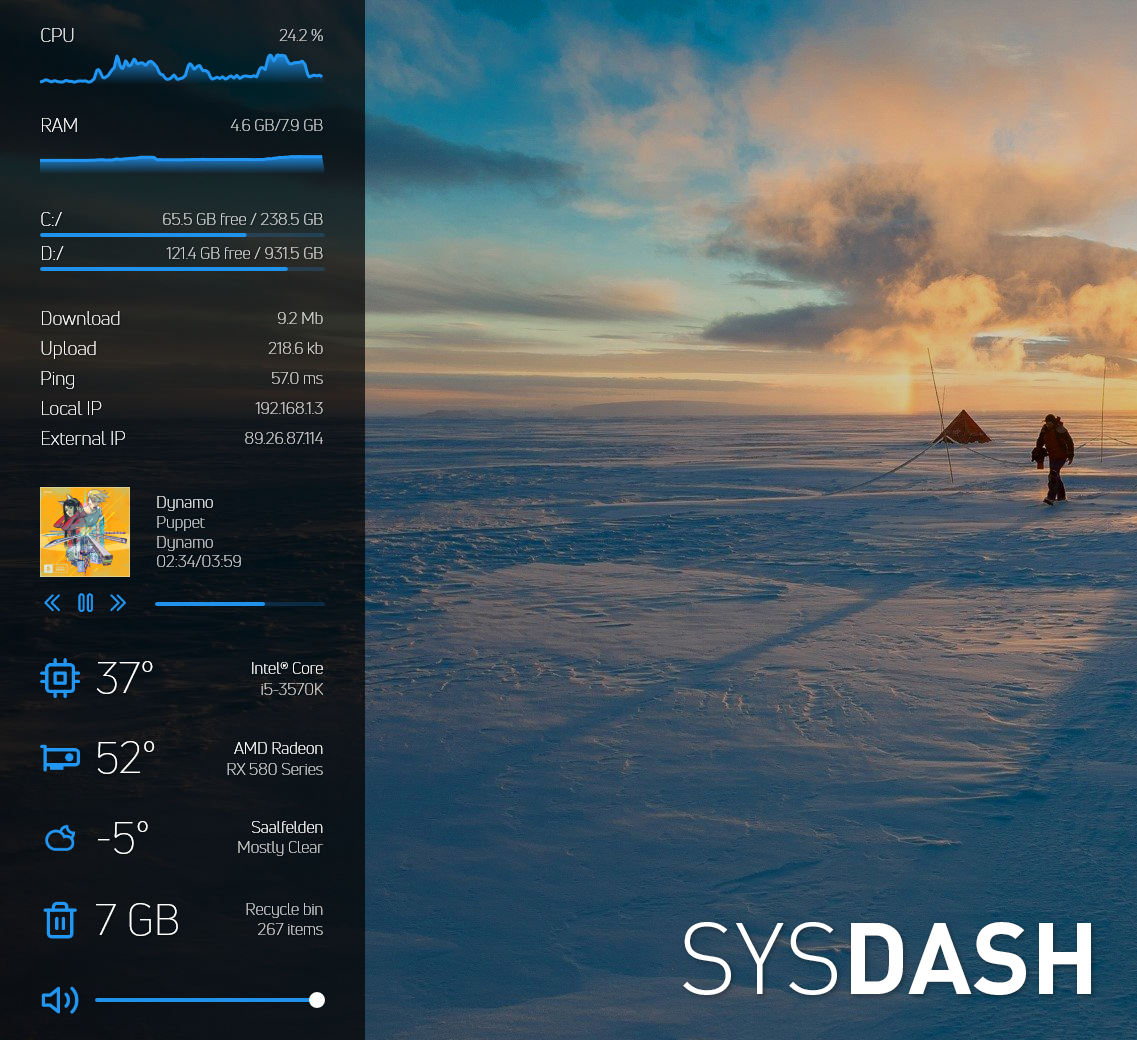 CPU 24.2 %
RAM 4.6 GB/7.9 GB
C:/ 65.5 GB free / 238.5 GB
D:/ 121.4 GB free / 931.5 GB
Download 9.2 Mb
Upload 218.6 kb
Ping 57.0 ms
Local IP 192.168.1.3
External IP 89.26.87.114
Dynamo
Puppet
Dynamo
02:34/03:59
37° Intel® Core
i5-3570K
52° AMD Radeon
RX 580 Series
-5° Saalfelden
Mostly Clear
7 GB Recycle bin
267 items
SYSDASH